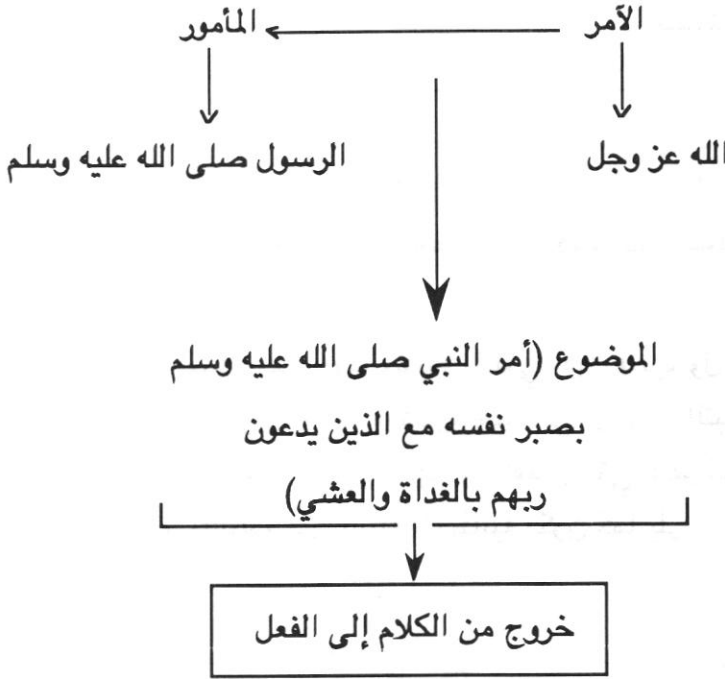 الآمر المأمور
الله عز وجل الرسول صلى الله عليه وسلم
الموضوع (أمر النبي صلى الله عليه وسلم
بصبر نفسه مع الذين يدعون
ربهم بالغداة والعشي)
خروج من الكلام إلى الفعل